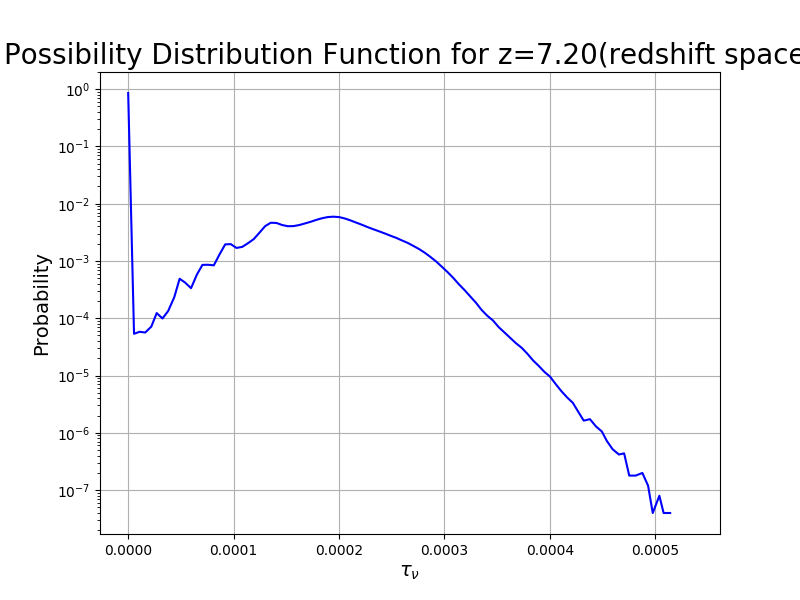 Possibility Distribution Function for z=7.20(redshift space
10⁰
10⁻¹
10⁻²
10⁻³
10⁻⁴
10⁻⁵
10⁻⁶
10⁻⁷
Probability
0.0000 0.0001 0.0002 0.0003 0.0004 0.0005
τ_ν